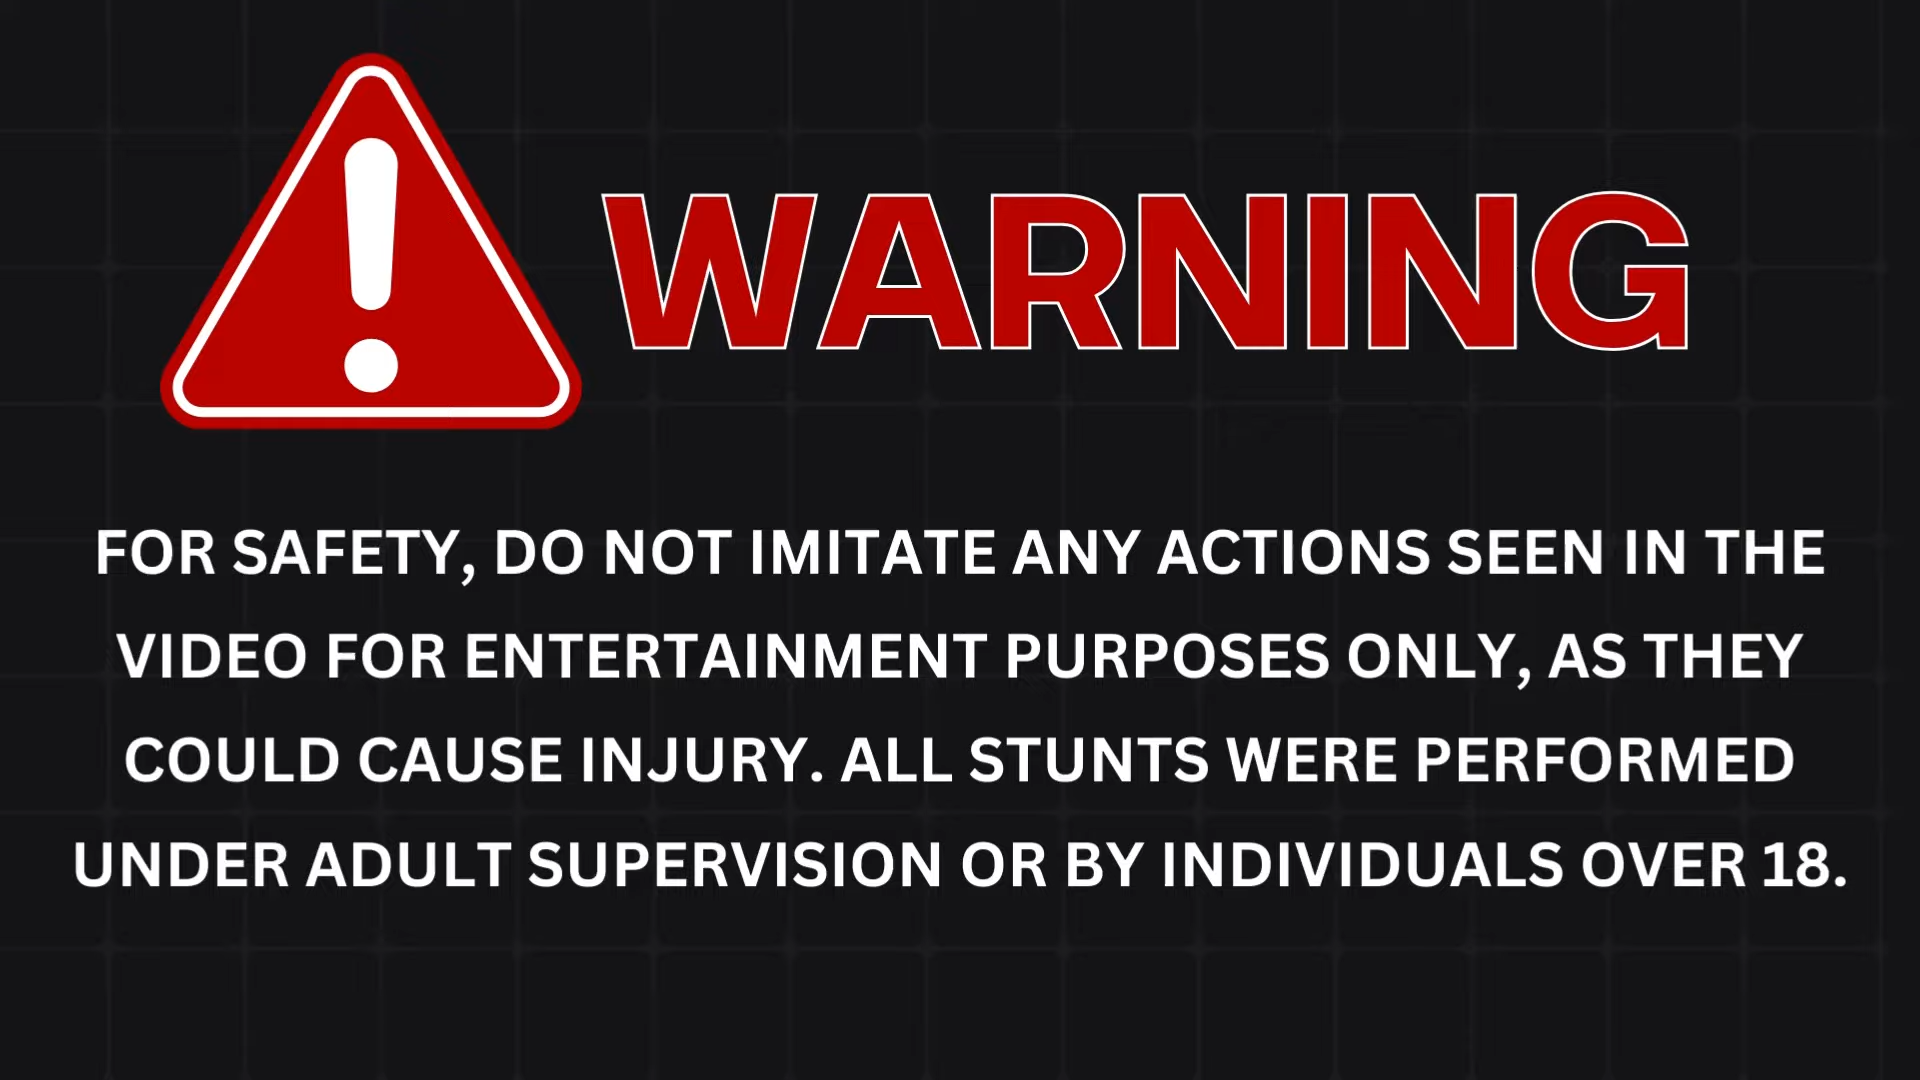 WARNING
FOR SAFETY, DO NOT IMITATE ANY ACTIONS SEEN IN THE
VIDEO FOR ENTERTAINMENT PURPOSES ONLY, AS THEY
COULD CAUSE INJURY. ALL STUNTS WERE PERFORMED
UNDER ADULT SUPERVISION OR BY INDIVIDUALS OVER 18.